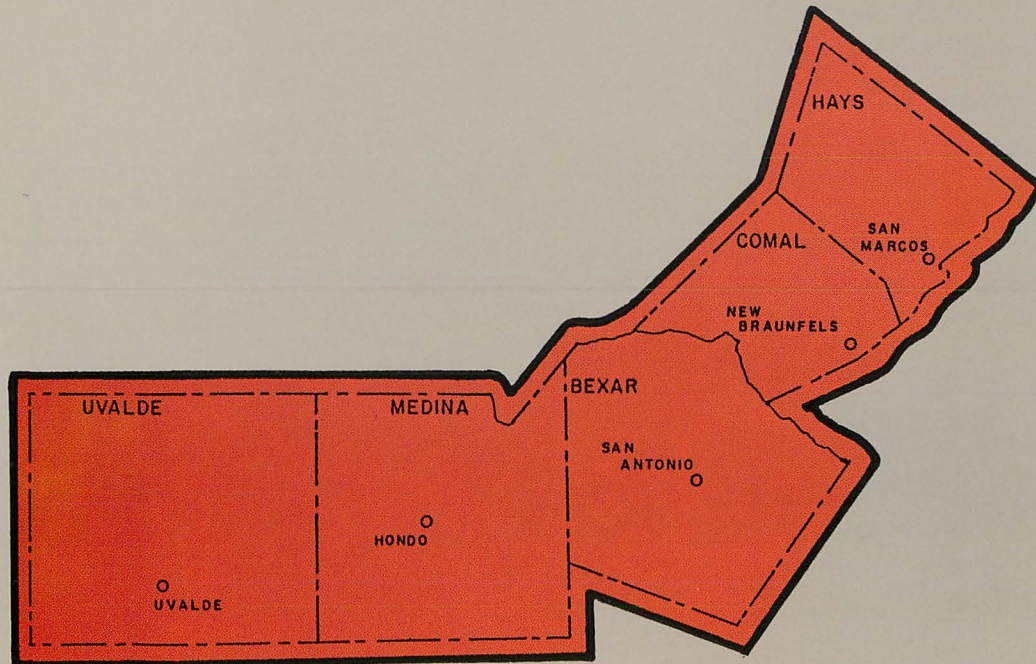 HAYS
SAN
MARCOS
COMAL
NEW
BRAUNFELS
BEXAR
SAN
ANTONIO
MEDINA
HONDO
UVALDE
UVALDE